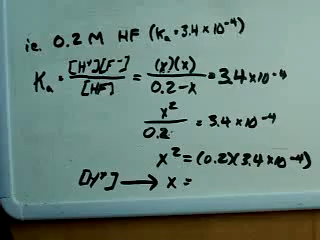 ie. 0.2 M HF (Ka = 3.4 × 10⁻⁴)
Ka = [H⁺][F⁻]/[HF] = (x)(x)/0.2-x = 3.4 × 10⁻⁴
x²/0.2 = 3.4 × 10⁻⁴
x² = (0.2)(3.4 × 10⁻⁴)
[H⁺] → x =